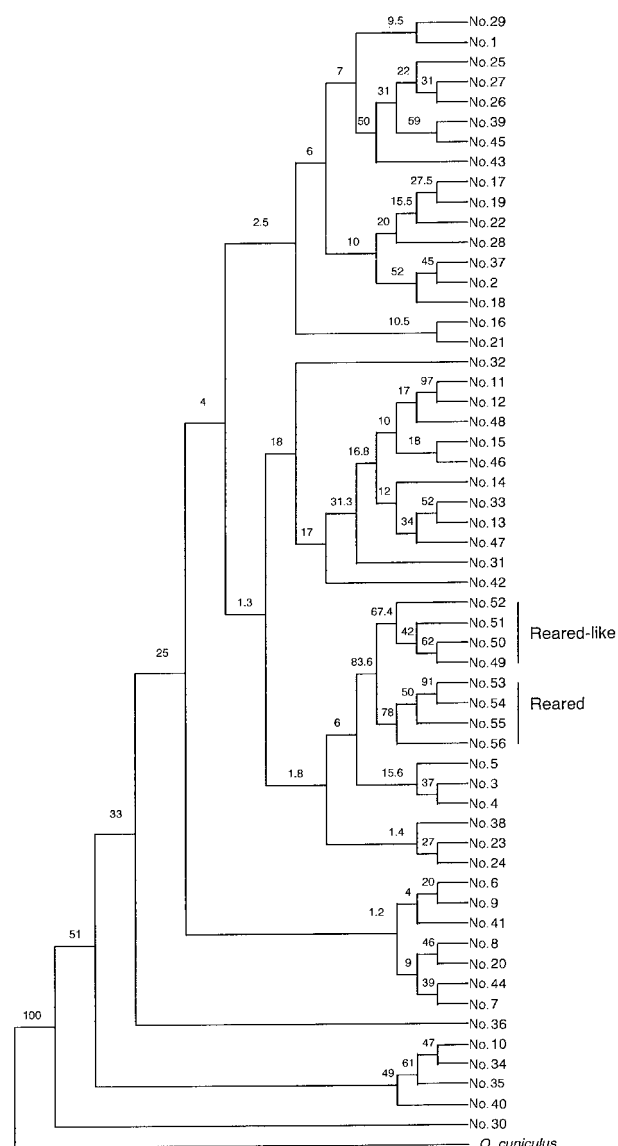 9.5 No.29
No.1
7 22 No.25
31 31 No.27
No.26
50 59 No.39
No.45
6 No.43
27.5 No.17
15.5 No.19
2.5 20 No.22
10 No.28
52 45 No.37
No.2
No.18
10.5 No.16
No.21
No.32
4 17 97 No.11
No.12
18 10 No.48
16.8 18 No.15
No.46
12 No.14
31.3 52 No.33
34 No.13
17 No.47
No.31
No.42
1.3 67.4 No.52
42 No.51
62 No.50
Reared-like
25 83.6 No.49
50 91 No.53
78 No.54
Reared
6 No.55
No.56
1.8 15.6 No.5
37 No.3
No.4
33 1.4 No.38
27 No.23
No.24
4 20 No.6
1.2 No.9
No.41
51 46 No.8
9 No.20
39 No.44
No.7
100 No.36
47 No.10
49 61 No.34
No.35
No.40
No.30
O. cuniculus